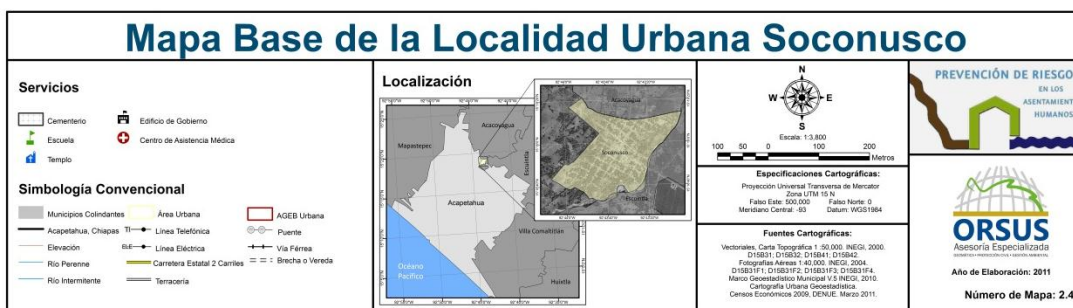 Mapa Base de la Localidad Urbana Soconusco
Servicios
Cementerio
Edificio de Gobierno
Escuela
Centro de Asistencia Médica
Templo
Simbología Convencional
Municipios Colindantes
Área Urbana
AGEB Urbana
Acapetahua, Chiapas
Línea Telefónica
Puente
Elevación
ELE
Línea Eléctrica
Vía Férrea
Río Perenne
Carretera Estatal 2 Carriles
Brecha o Vereda
Río Intermitente
Terracería
Localización
Mapastepec
Acacoyagua
Escuintla
Acapetahua
Villa Comaltitlán
Océano
Pacífico
Huixtla
Acacoyagua
Soconusco
Escuintla
N
W
E
S
Escala: 1:3,800
100 50 0 100 200
Metros
Especificaciones Cartográficas:
Proyección Universal Transversa de Mercator
Zona UTM 15 N
Falso Este: 500,000 Falso Norte: 0
Meridiano Central: -93 Datum: WGS1984
Fuentes Cartográficas:
Vectoriales, Carta Topográfica 1 :50,000. INEGI, 2000.
D15B31; D15B32; D15B41; D15B42.
Fotografías Aéreas 1:40,000. INEGI, 2004.
D15B31F1; D15B31F2, D15B31F3; D15B31F4.
Marco Geoestadístico Municipal V.5 INEGI, 2010.
Cartografía Urbana Geoestadística.
Censos Económicos 2009, DENUE. Marzo 2011.
PREVENCIÓN DE RIESGO
EN LOS
ASENTAMIENT
HUMANOS
ORSUS
Asesoría Especializada
Año de Elaboración: 2011
Número de Mapa: 2.4